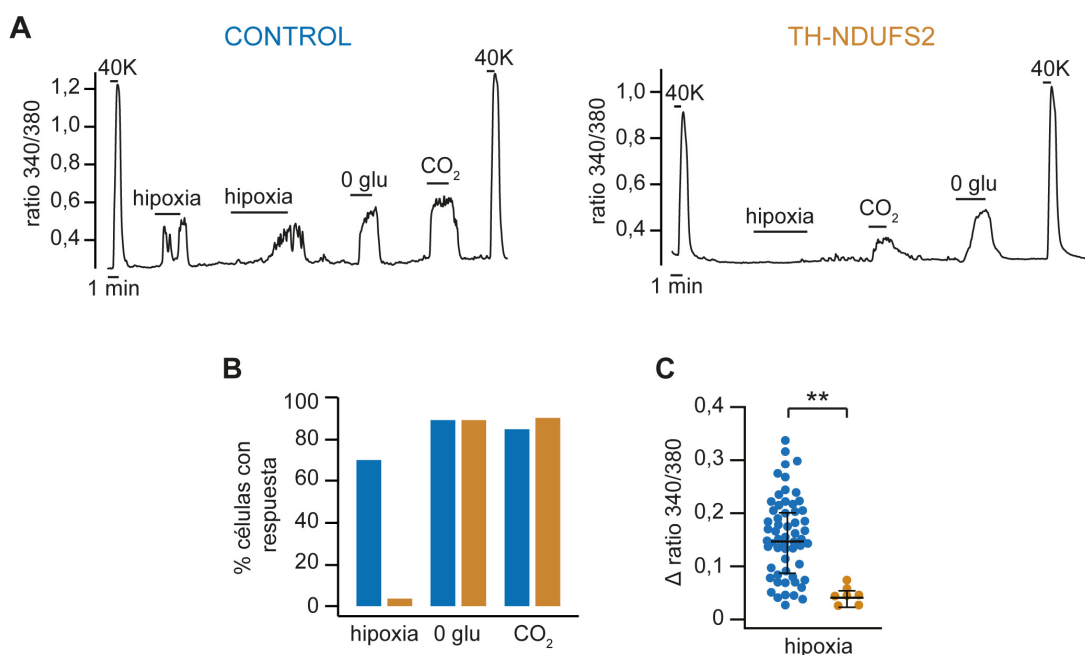 A
CONTROL
TH-NDUFS2
ratio 340/380
1,2
1,0
0,8
0,6
0,4
40K
hipoxia
hipoxia
0 glu
CO₂
40K
1 min
ratio 340/380
1,0
0,8
0,6
0,4
40K
hipoxia
CO₂
0 glu
40K
1 min
B
% células con
respuesta
100
80
60
40
20
0
hipoxia
0 glu
CO₂
C
Δ ratio 340/380
0,4
0,3
0,2
0,1
0
**
hipoxia